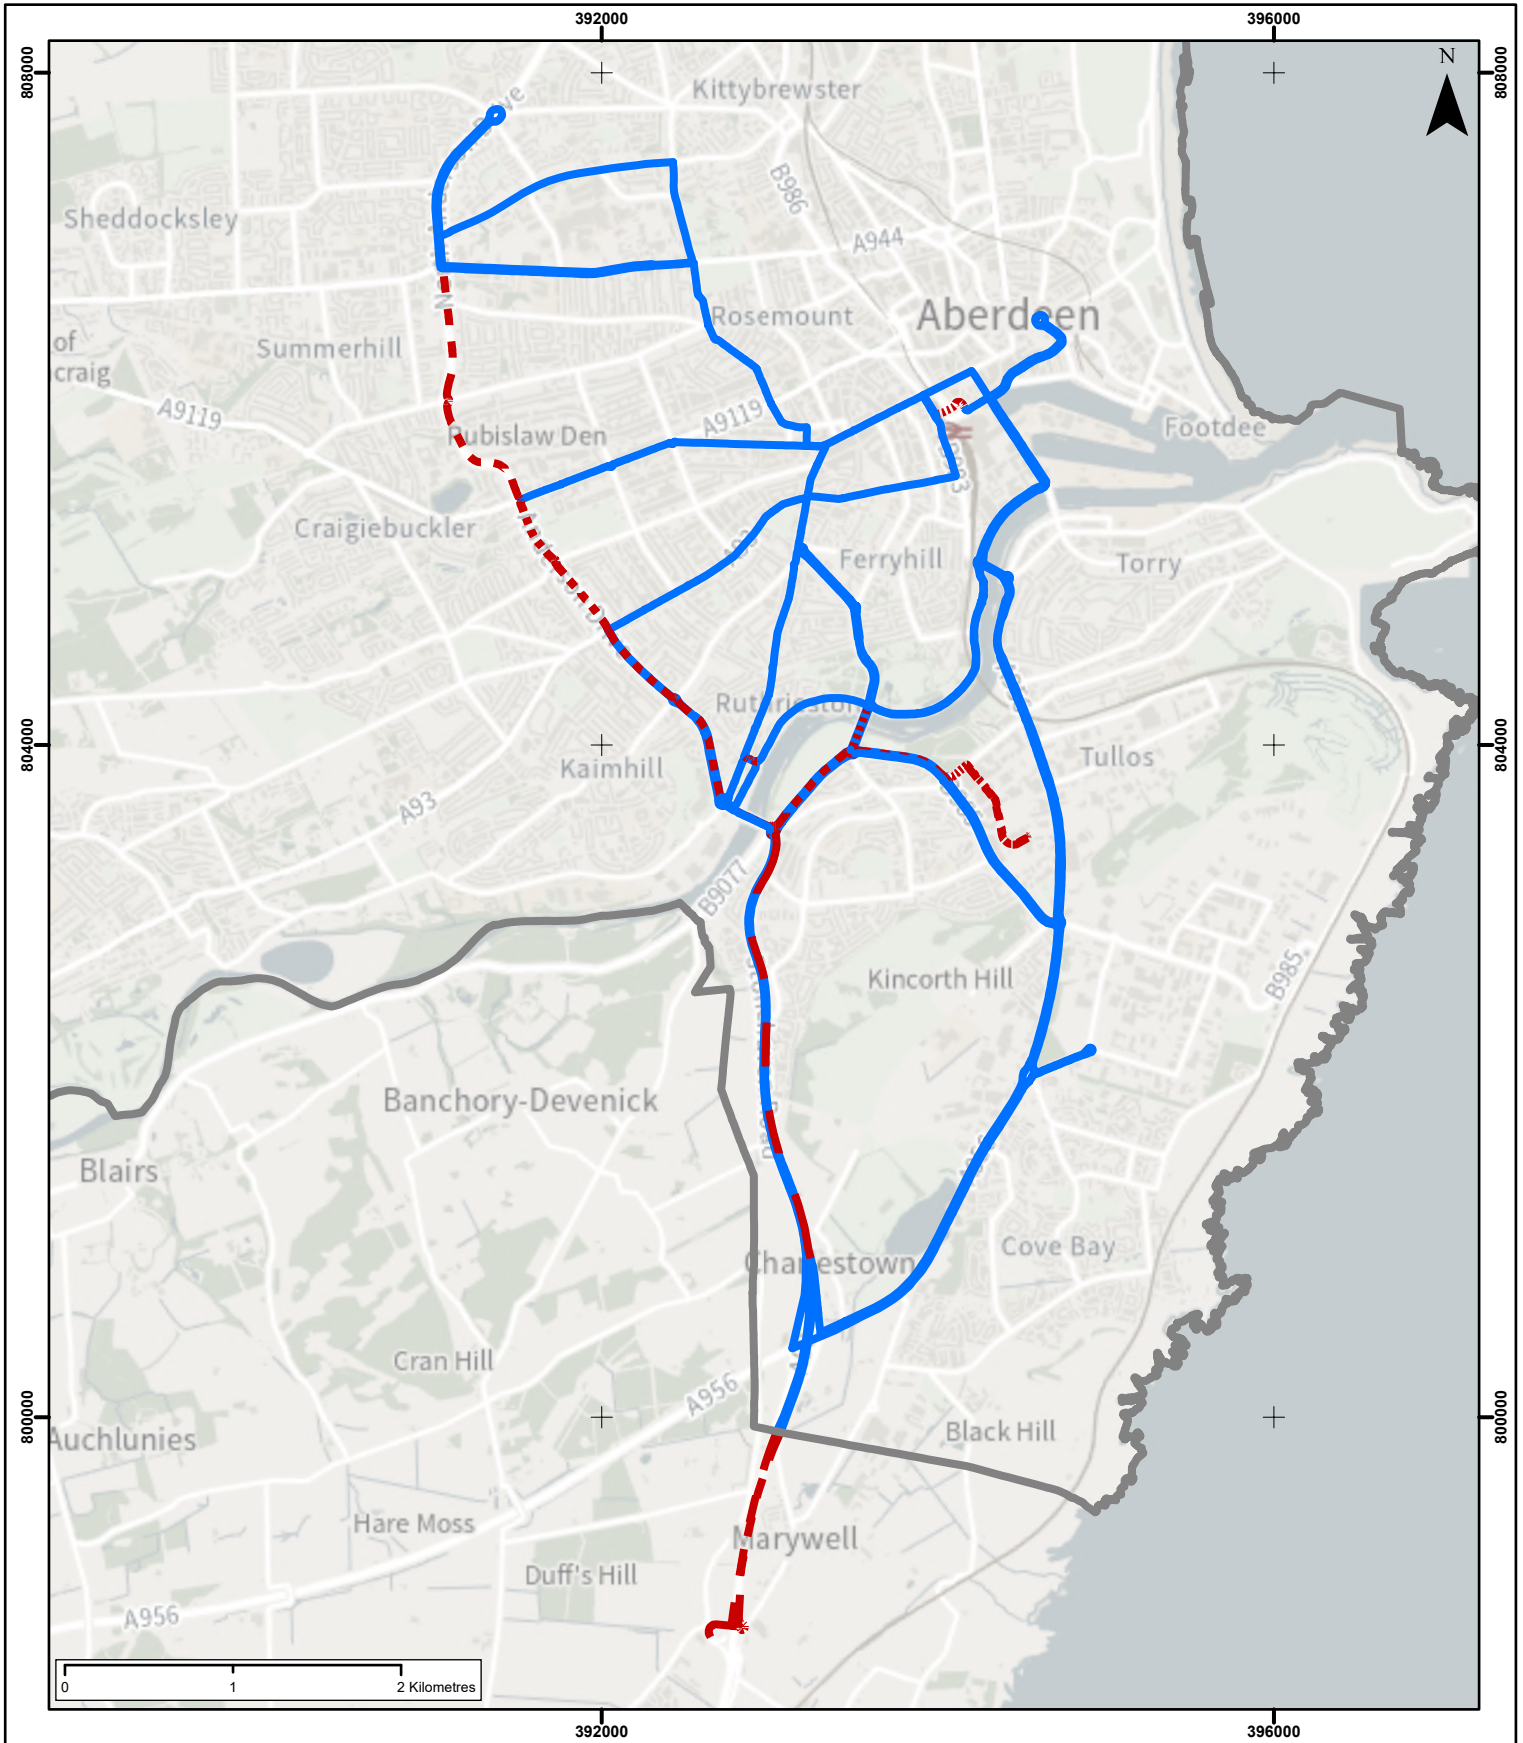 392000
396000
808000
808000
N
Kittybrewster
B986
Sheddocksley
A944
Aberdeen
Rosemount
of
craig
Summerhill
A9119
A9119
Rubislaw Den
Footdee
Craigiebuckler
Ferryhill
Torry
804000
804000
Kaimhill
Tullos
A93
B9077
Kincorth Hill
B985
Banchory-Devenick
Blairs
Cove Bay
Charlestown
Cran Hill
A956
800000
800000
Auchlunies
Black Hill
Hare Moss
Marywell
Duff's Hill
A956
0 1 2 Kilometres
392000
396000